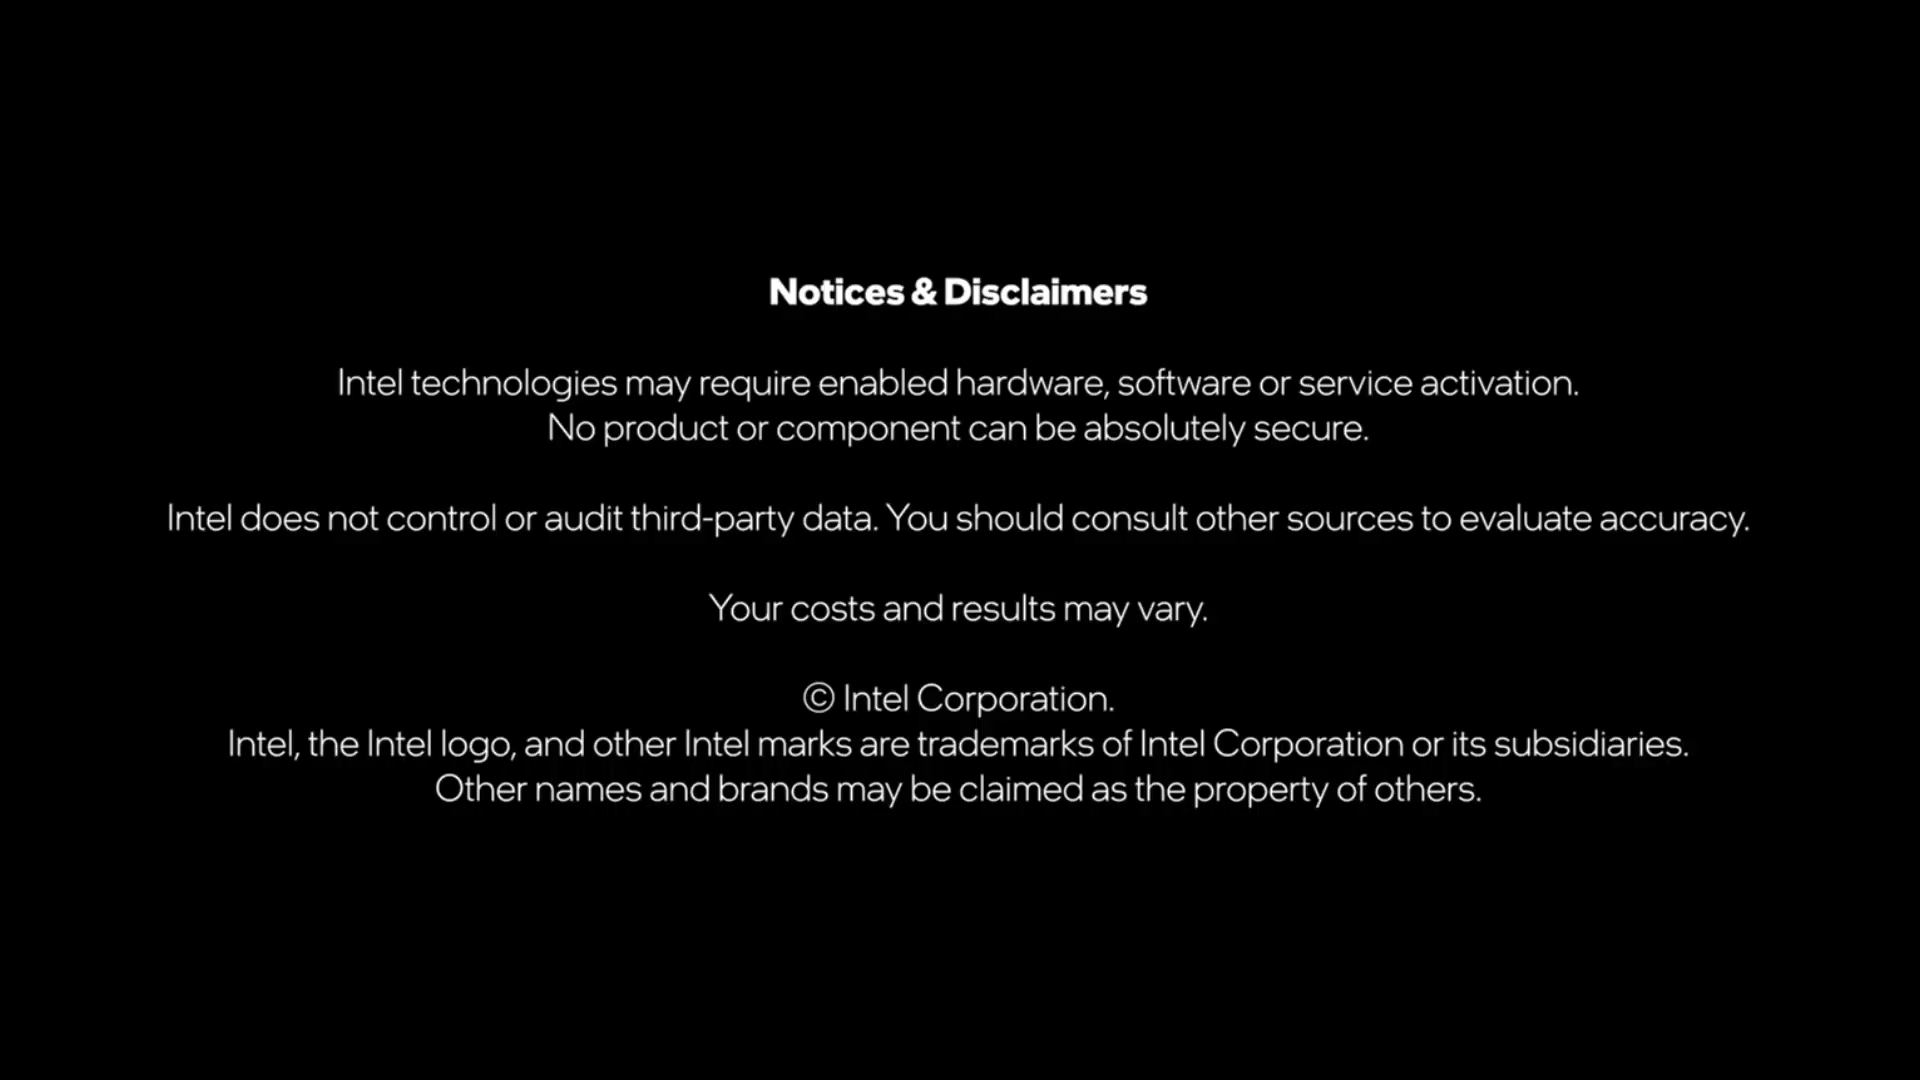 Notices & Disclaimers
Intel technologies may require enabled hardware, software or service activation.
No product or component can be absolutely secure.
Intel does not control or audit third-party data. You should consult other sources to evaluate accuracy.
Your costs and results may vary.
© Intel Corporation.
Intel, the Intel logo, and other Intel marks are trademarks of Intel Corporation or its subsidiaries.
Other names and brands may be claimed as the property of others.